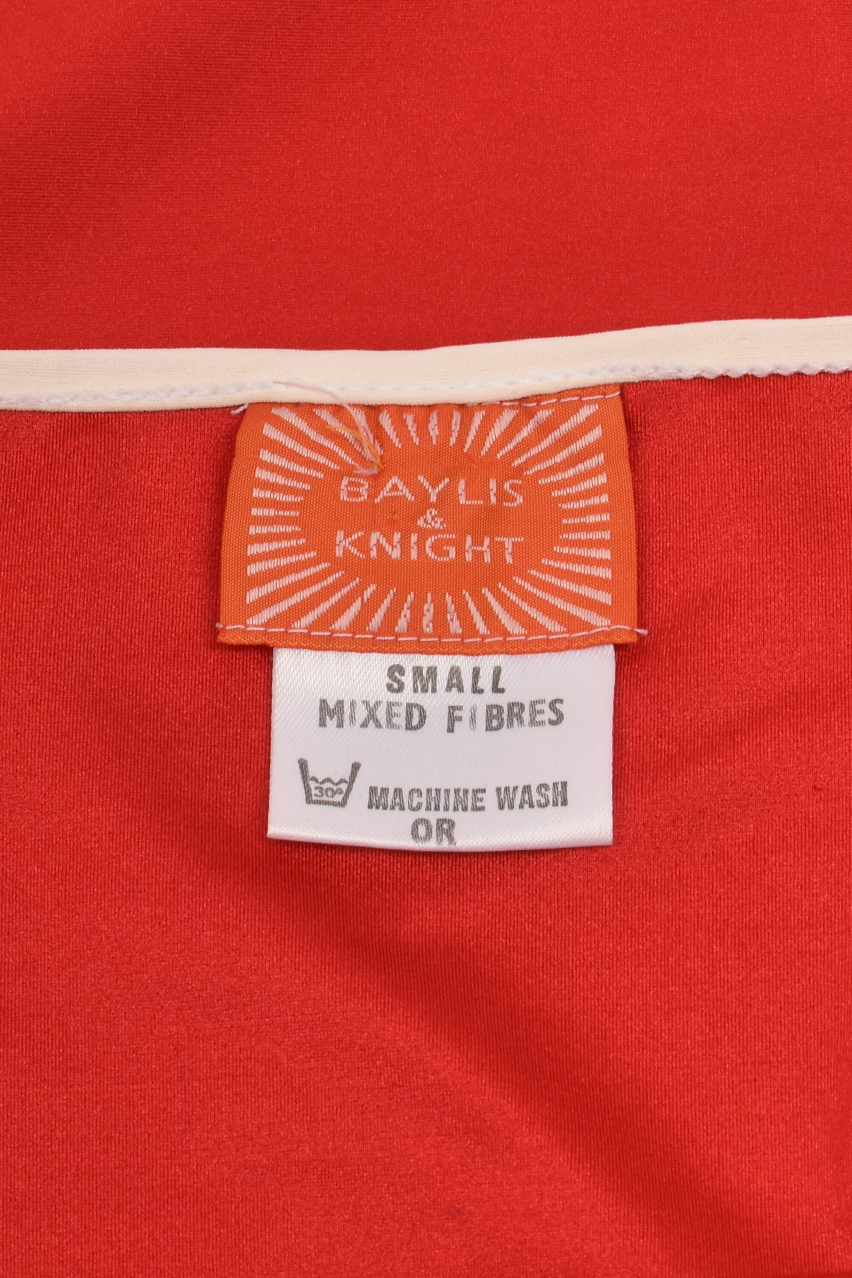 BAYLIS
&
KNIGHT
SMALL
MIXED FIBRES
30° MACHINE WASH
OR